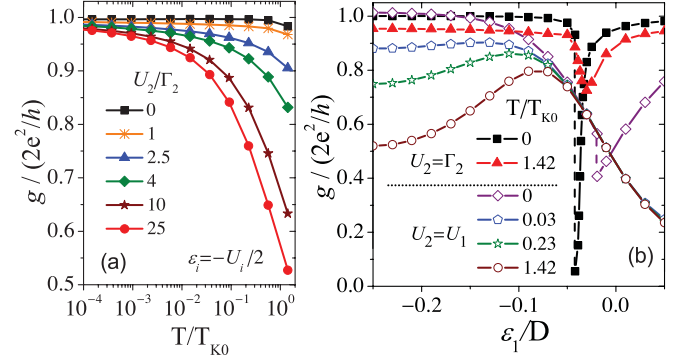 g / (2e²/h)
1.0
0.9
0.8
0.7
0.6
0.5
U₂/Γ₂
0
1
2.5
4
10
25
(a)
εᵢ=−Uᵢ/2
10⁻⁴ 10⁻³ 10⁻² 10⁻¹ 10⁰ 10¹
T/T_K0
g / (2e²/h)
1.0
0.8
0.6
0.4
0.2
0.0
T/T_K0
U₂=Γ₂
0
1.42
U₂=U₁
0
0.03
0.23
1.42
(b)
-0.2 -0.1 0.0
ε₁/D